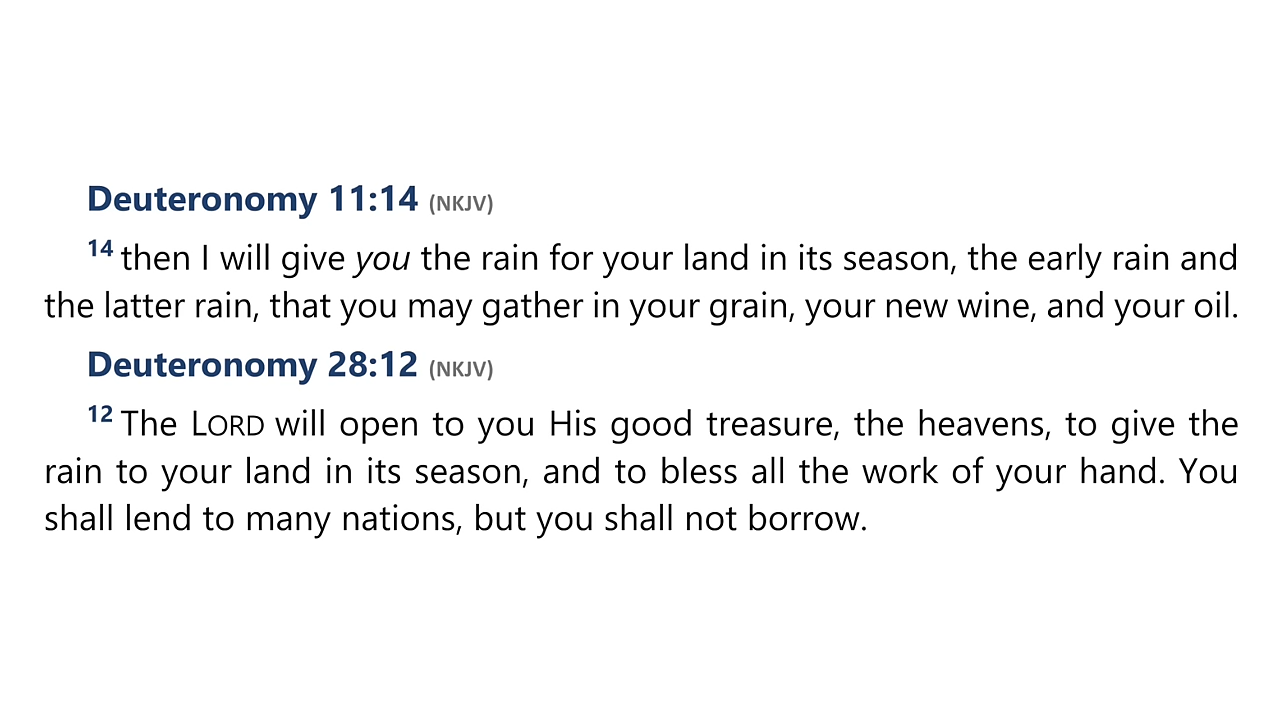 Deuteronomy 11:14 (NKJV)
14 then I will give you the rain for your land in its season, the early rain and
the latter rain, that you may gather in your grain, your new wine, and your oil.
Deuteronomy 28:12 (NKJV)
12 The LORD will open to you His good treasure, the heavens, to give the
rain to your land in its season, and to bless all the work of your hand. You
shall lend to many nations, but you shall not borrow.